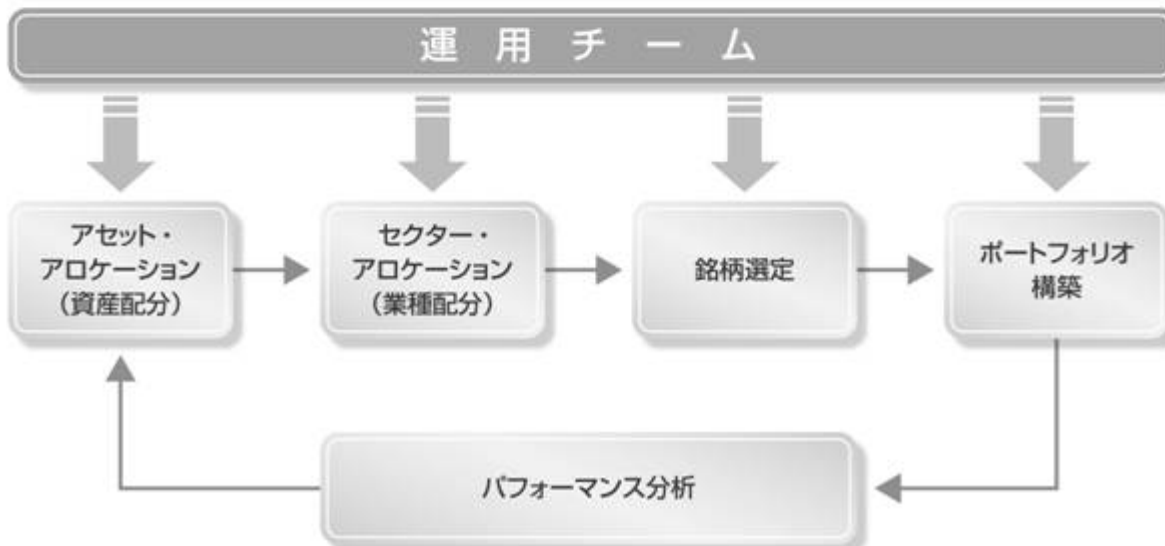 運用チーム
アセット・
アロケーション
（資産配分）
セクター・
アロケーション
（業種配分）
銘柄選定
ポートフォリオ
構築
パフォーマンス分析